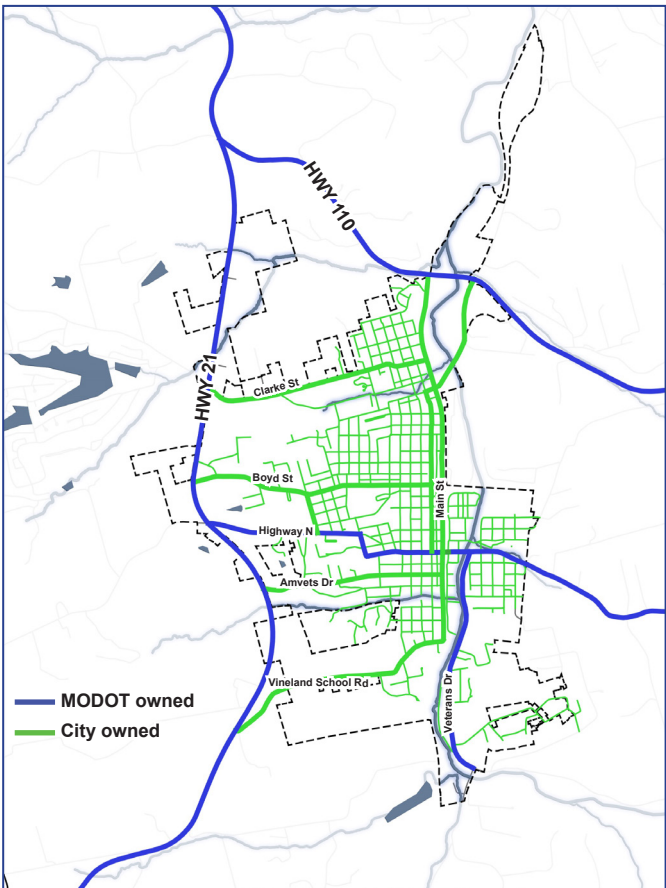 HWY 110
HWY 21
Clarke St
Boyd St
Main St
Highway N
Amvets Dr
Vineland School Rd
Veterans Dr
MODOT owned
City owned